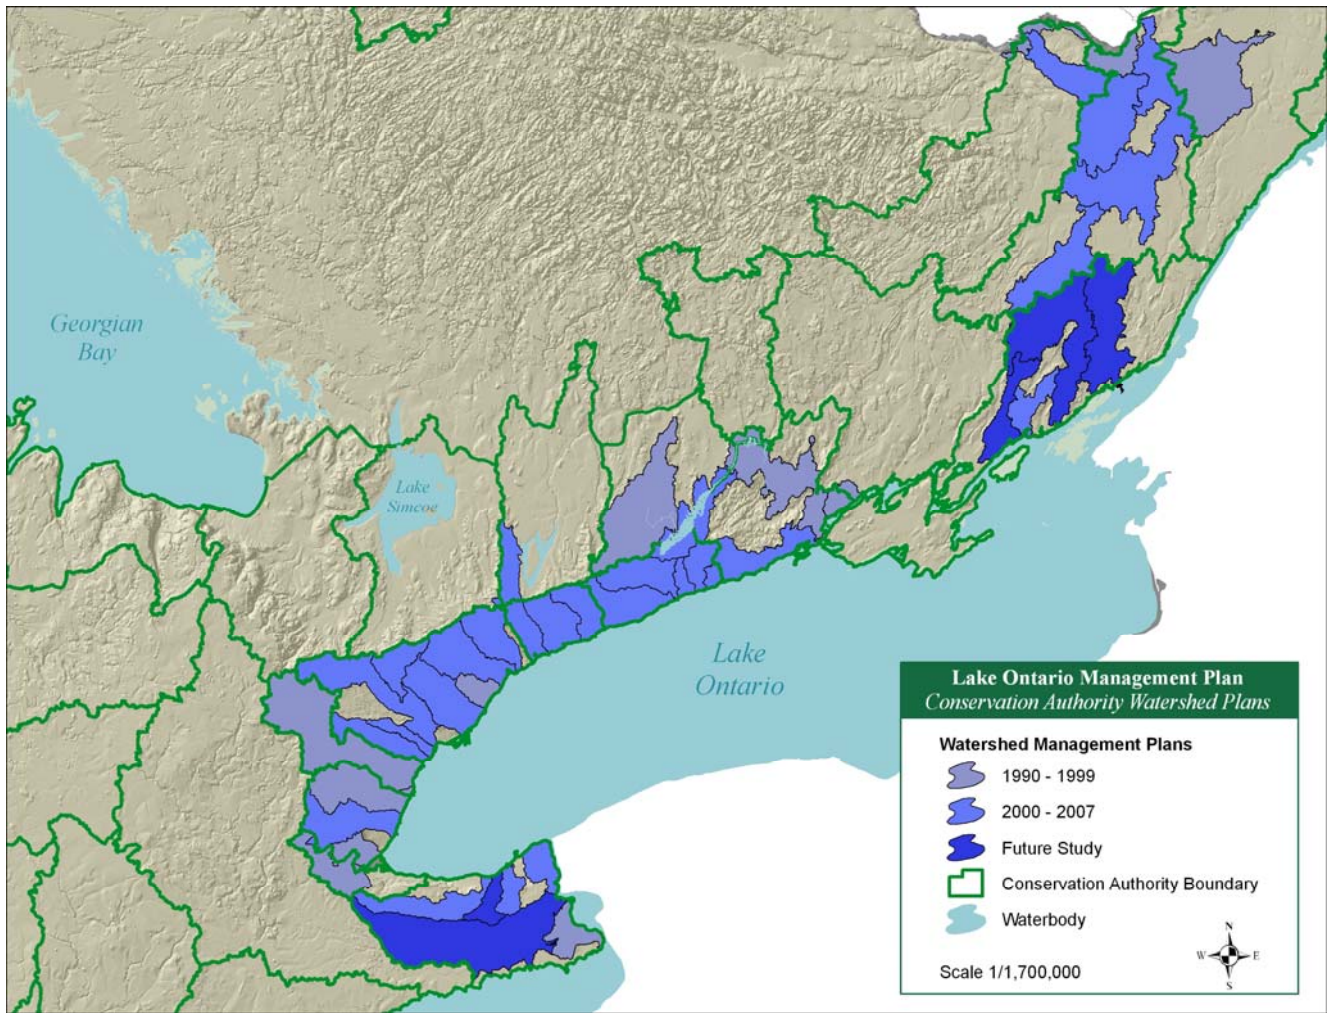 Georgian
Bay
Lake
Simcoe
Lake
Ontario
Lake Ontario Management Plan
Conservation Authority Watershed Plans
Watershed Management Plans
1990 - 1999
2000 - 2007
Future Study
Conservation Authority Boundary
Waterbody
Scale 1/1,700,000
N
W E
S